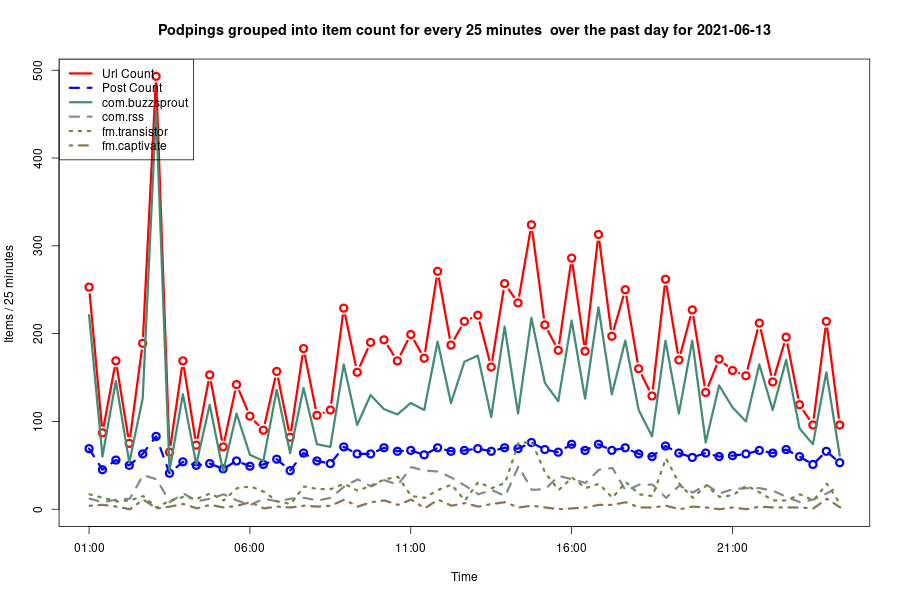 Podpings grouped into item count for every 25 minutes  over the past day for 2021-06-13
Url Count
Post Count
com.buzzsprout
com.rss
fm.transistor
fm.captivate
500
400
300
200
100
0
Items / 25 minutes
01:00
06:00
11:00
16:00
21:00
Time